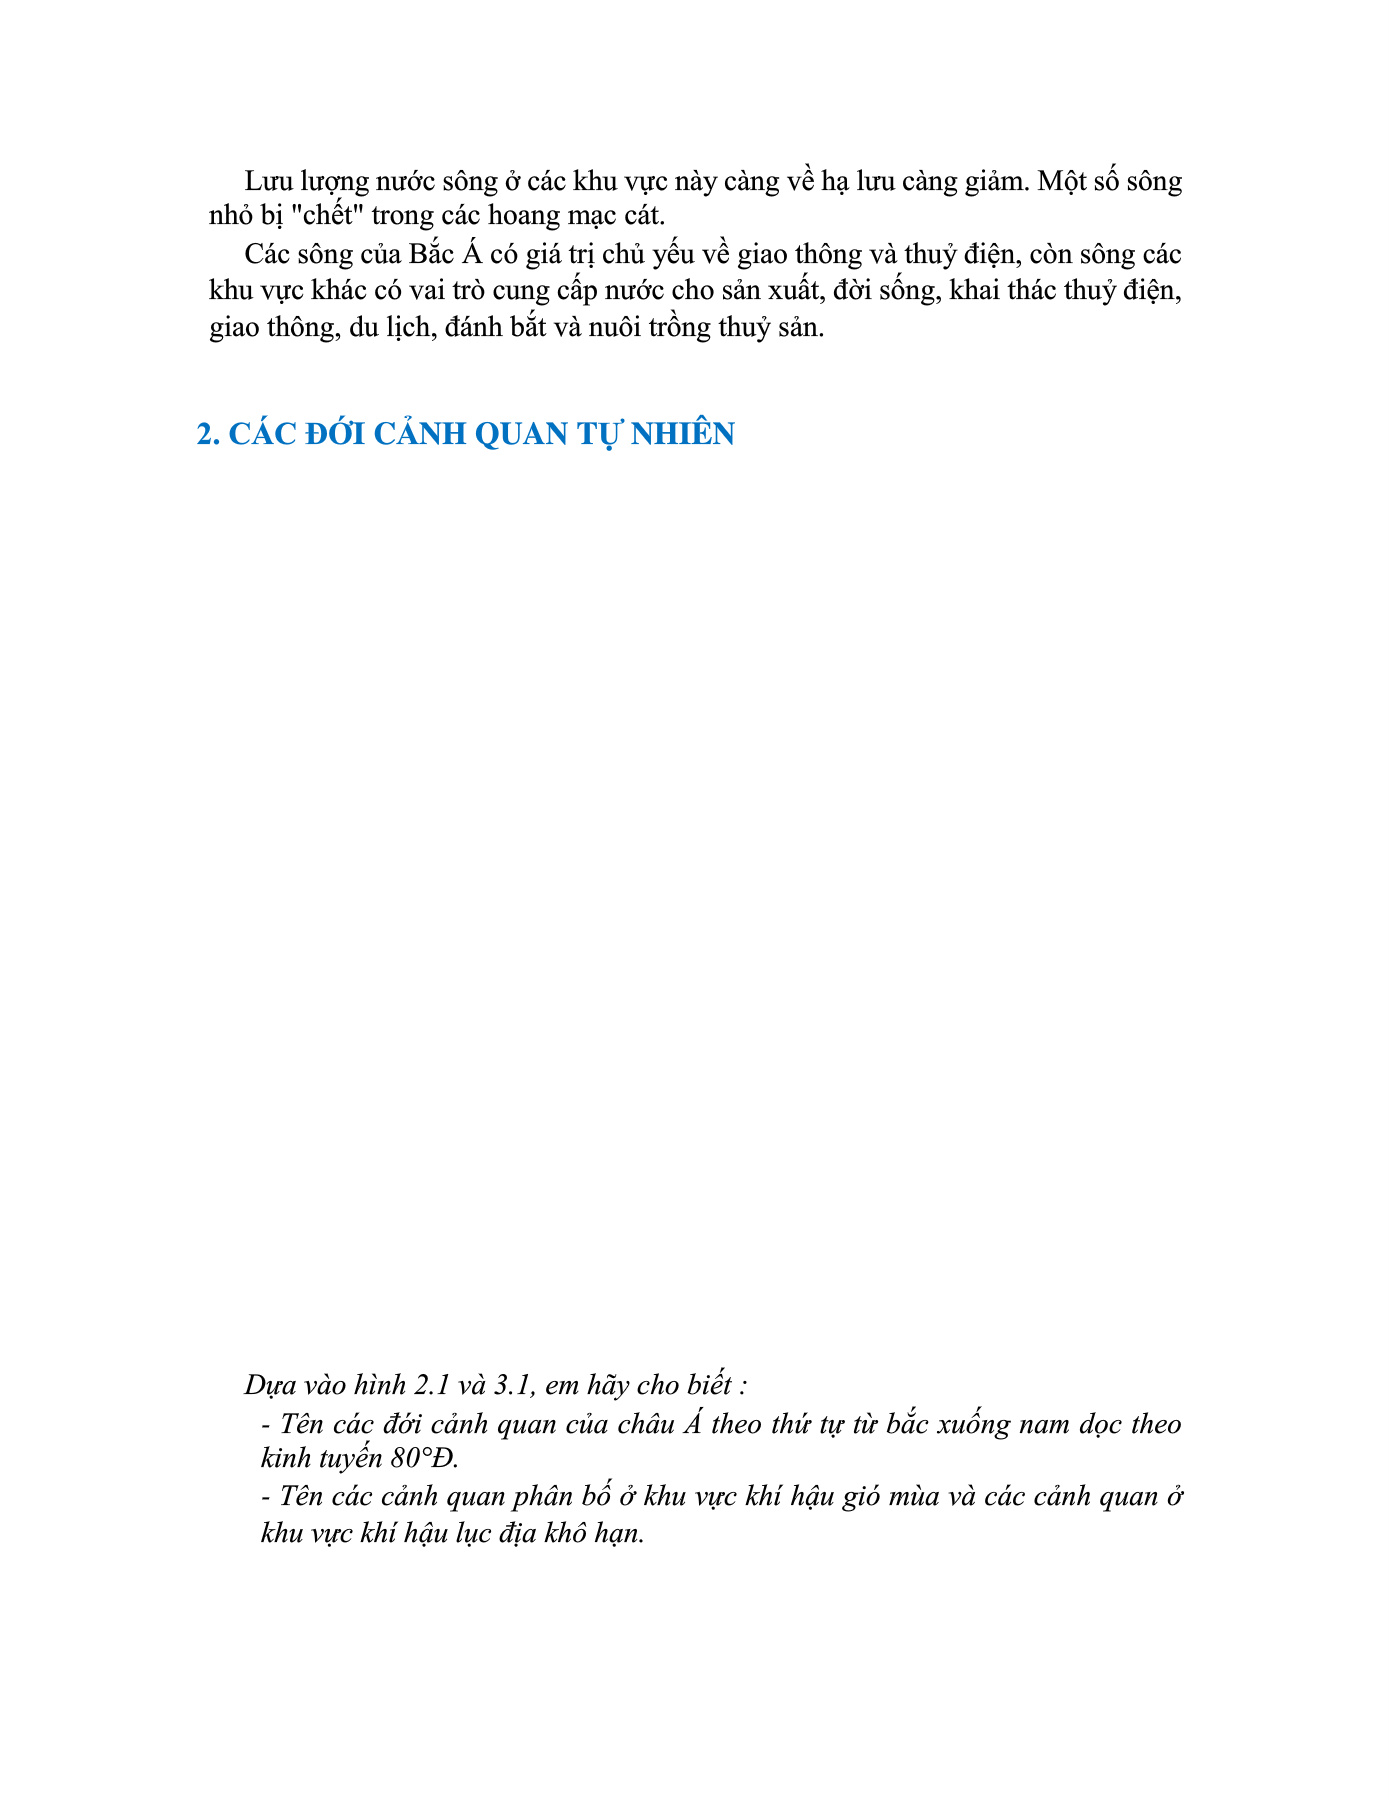 Lưu lượng nước sông ở các khu vực này càng về hạ lưu càng giảm. Một số sông
nhỏ bị "chết" trong các hoang mạc cát.
Các sông của Bắc Á có giá trị chủ yếu về giao thông và thuỷ điện, còn sông các
khu vực khác có vai trò cung cấp nước cho sản xuất, đời sống, khai thác thuỷ điện,
giao thông, du lịch, đánh bắt và nuôi trồng thuỷ sản.
2. CÁC ĐỚI CẢNH QUAN TỰ NHIÊN
Dựa vào hình 2.1 và 3.1, em hãy cho biết :
- Tên các đới cảnh quan của châu Á theo thứ tự từ bắc xuống nam dọc theo
kinh tuyến 80°Đ.
- Tên các cảnh quan phân bố ở khu vực khí hậu gió mùa và các cảnh quan ở
khu vực khí hậu lục địa khô hạn.